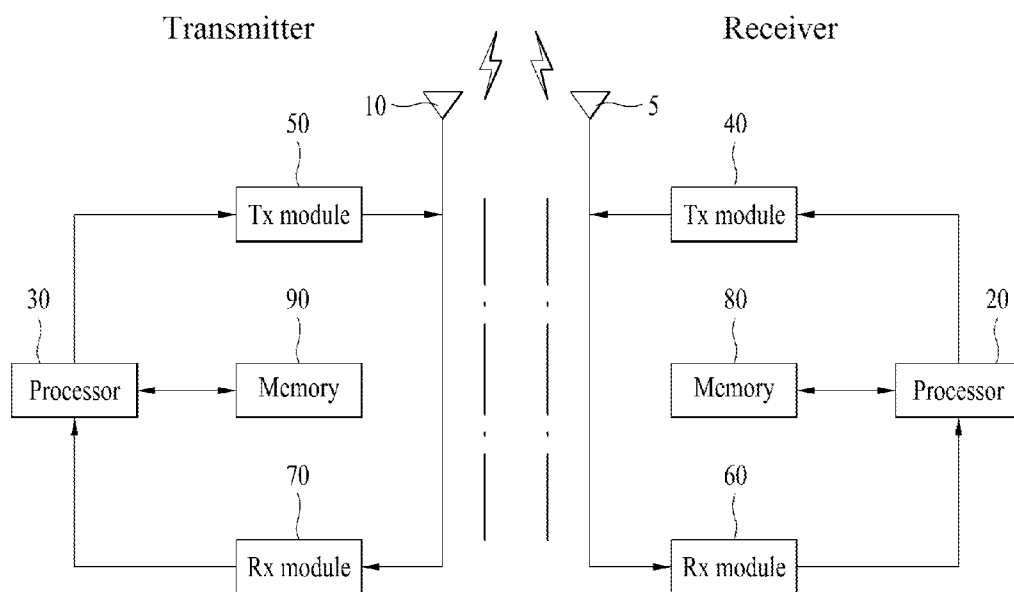 Transmitter Receiver
10 5
50 40
Tx module Tx module
30 90 80 20
Processor Memory Memory Processor
70 60
Rx module Rx module